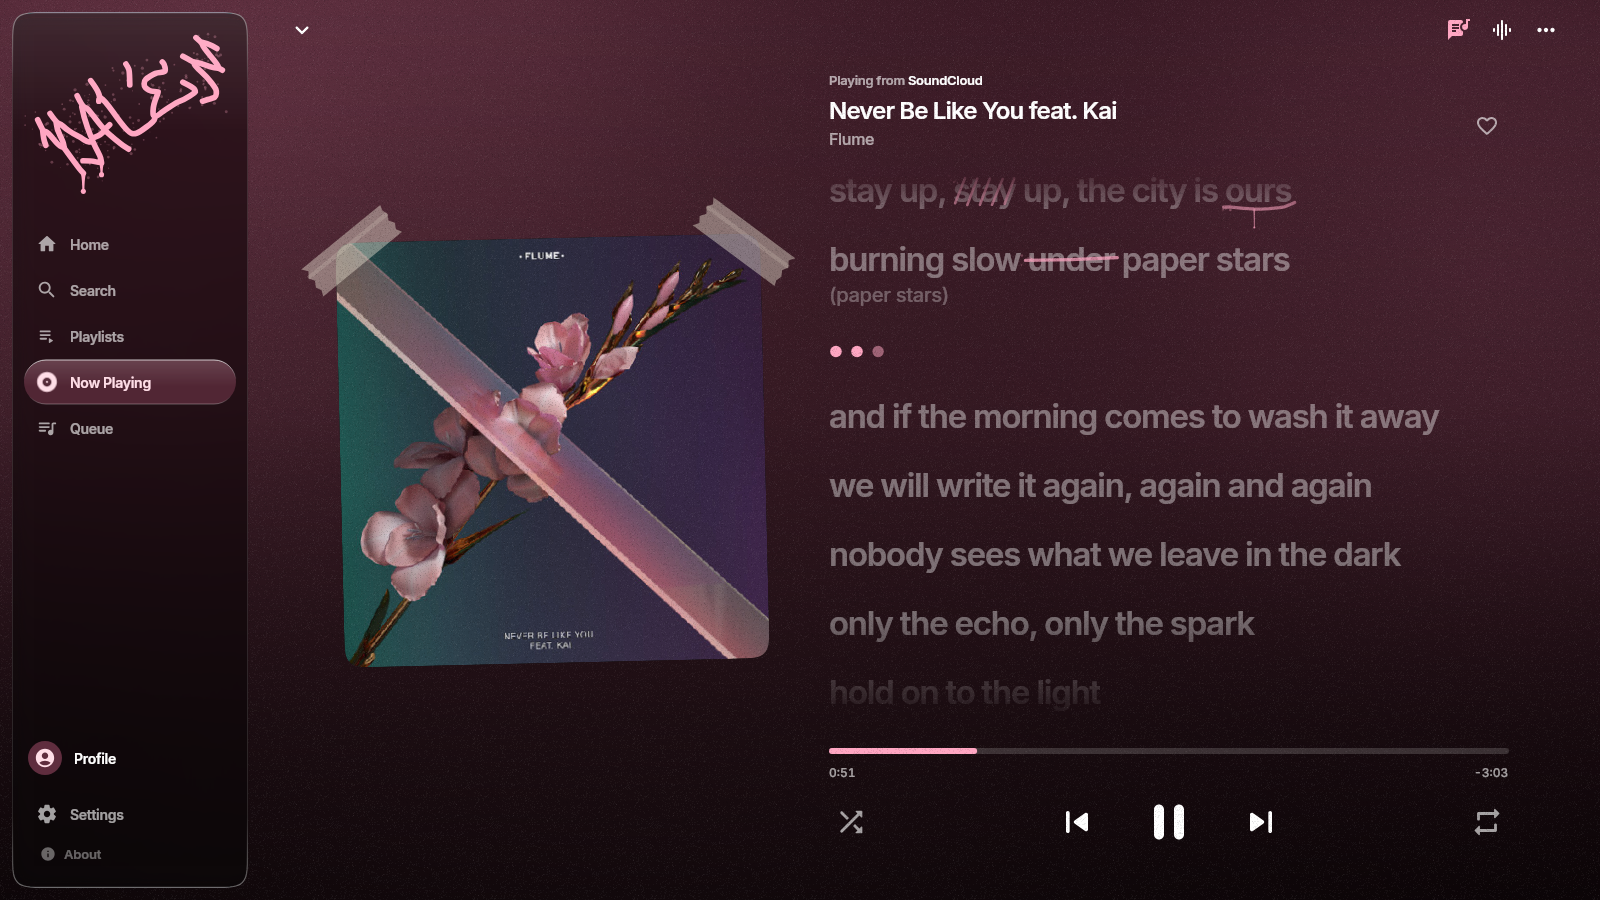 Home
Search
Playlists
Now Playing
Queue
Profile
Settings
About
• FLUME •
NEVER BE LIKE YOU
FEAT. KAI
Playing from SoundCloud
Never Be Like You feat. Kai
Flume
stay up, stay up, the city is ours
burning slow under paper stars
(paper stars)
and if the morning comes to wash it away
we will write it again, again and again
nobody sees what we leave in the dark
only the echo, only the spark
hold on to the light
0:51
-3:03